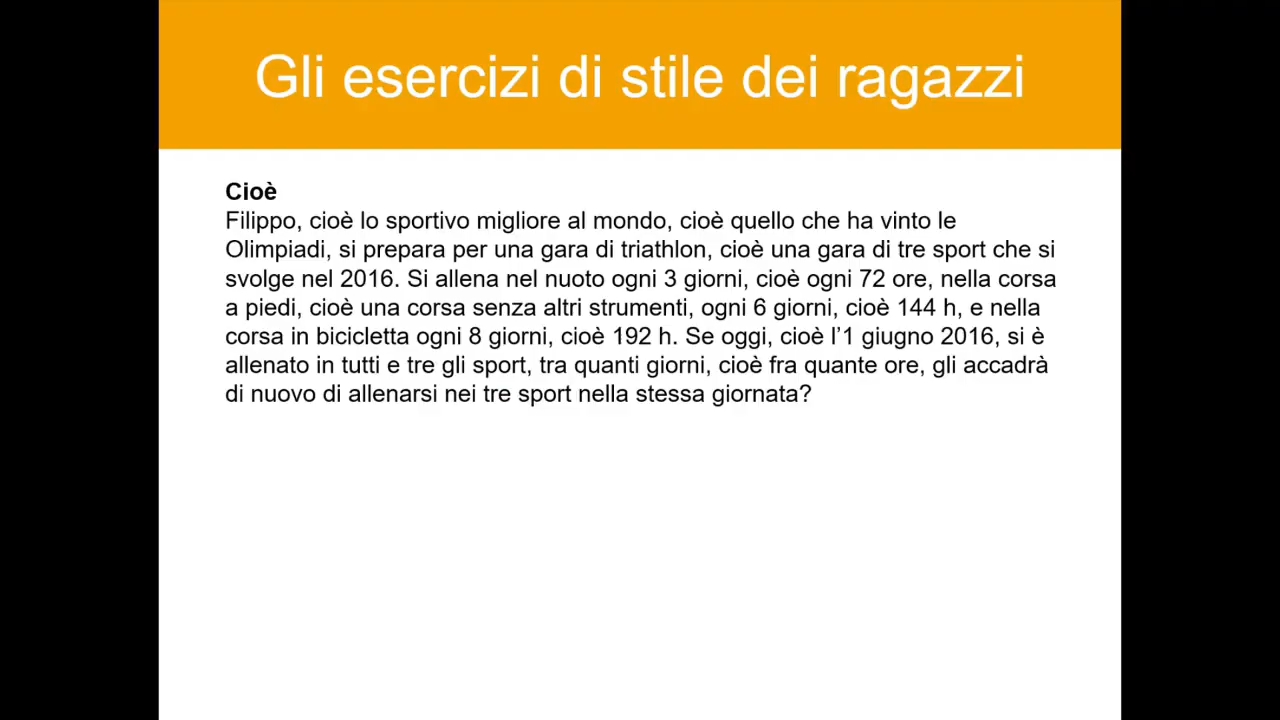 Gli esercizi di stile dei ragazzi
Cioè
Filippo, cioè lo sportivo migliore al mondo, cioè quello che ha vinto le
Olimpiadi, si prepara per una gara di triathlon, cioè una gara di tre sport che si
svolge nel 2016. Si allena nel nuoto ogni 3 giorni, cioè ogni 72 ore, nella corsa
a piedi, cioè una corsa senza altri strumenti, ogni 6 giorni, cioè 144 h, e nella
corsa in bicicletta ogni 8 giorni, cioè 192 h. Se oggi, cioè l’1 giugno 2016, si è
allenato in tutti e tre gli sport, tra quanti giorni, cioè fra quante ore, gli accadrà
di nuovo di allenarsi nei tre sport nella stessa giornata?